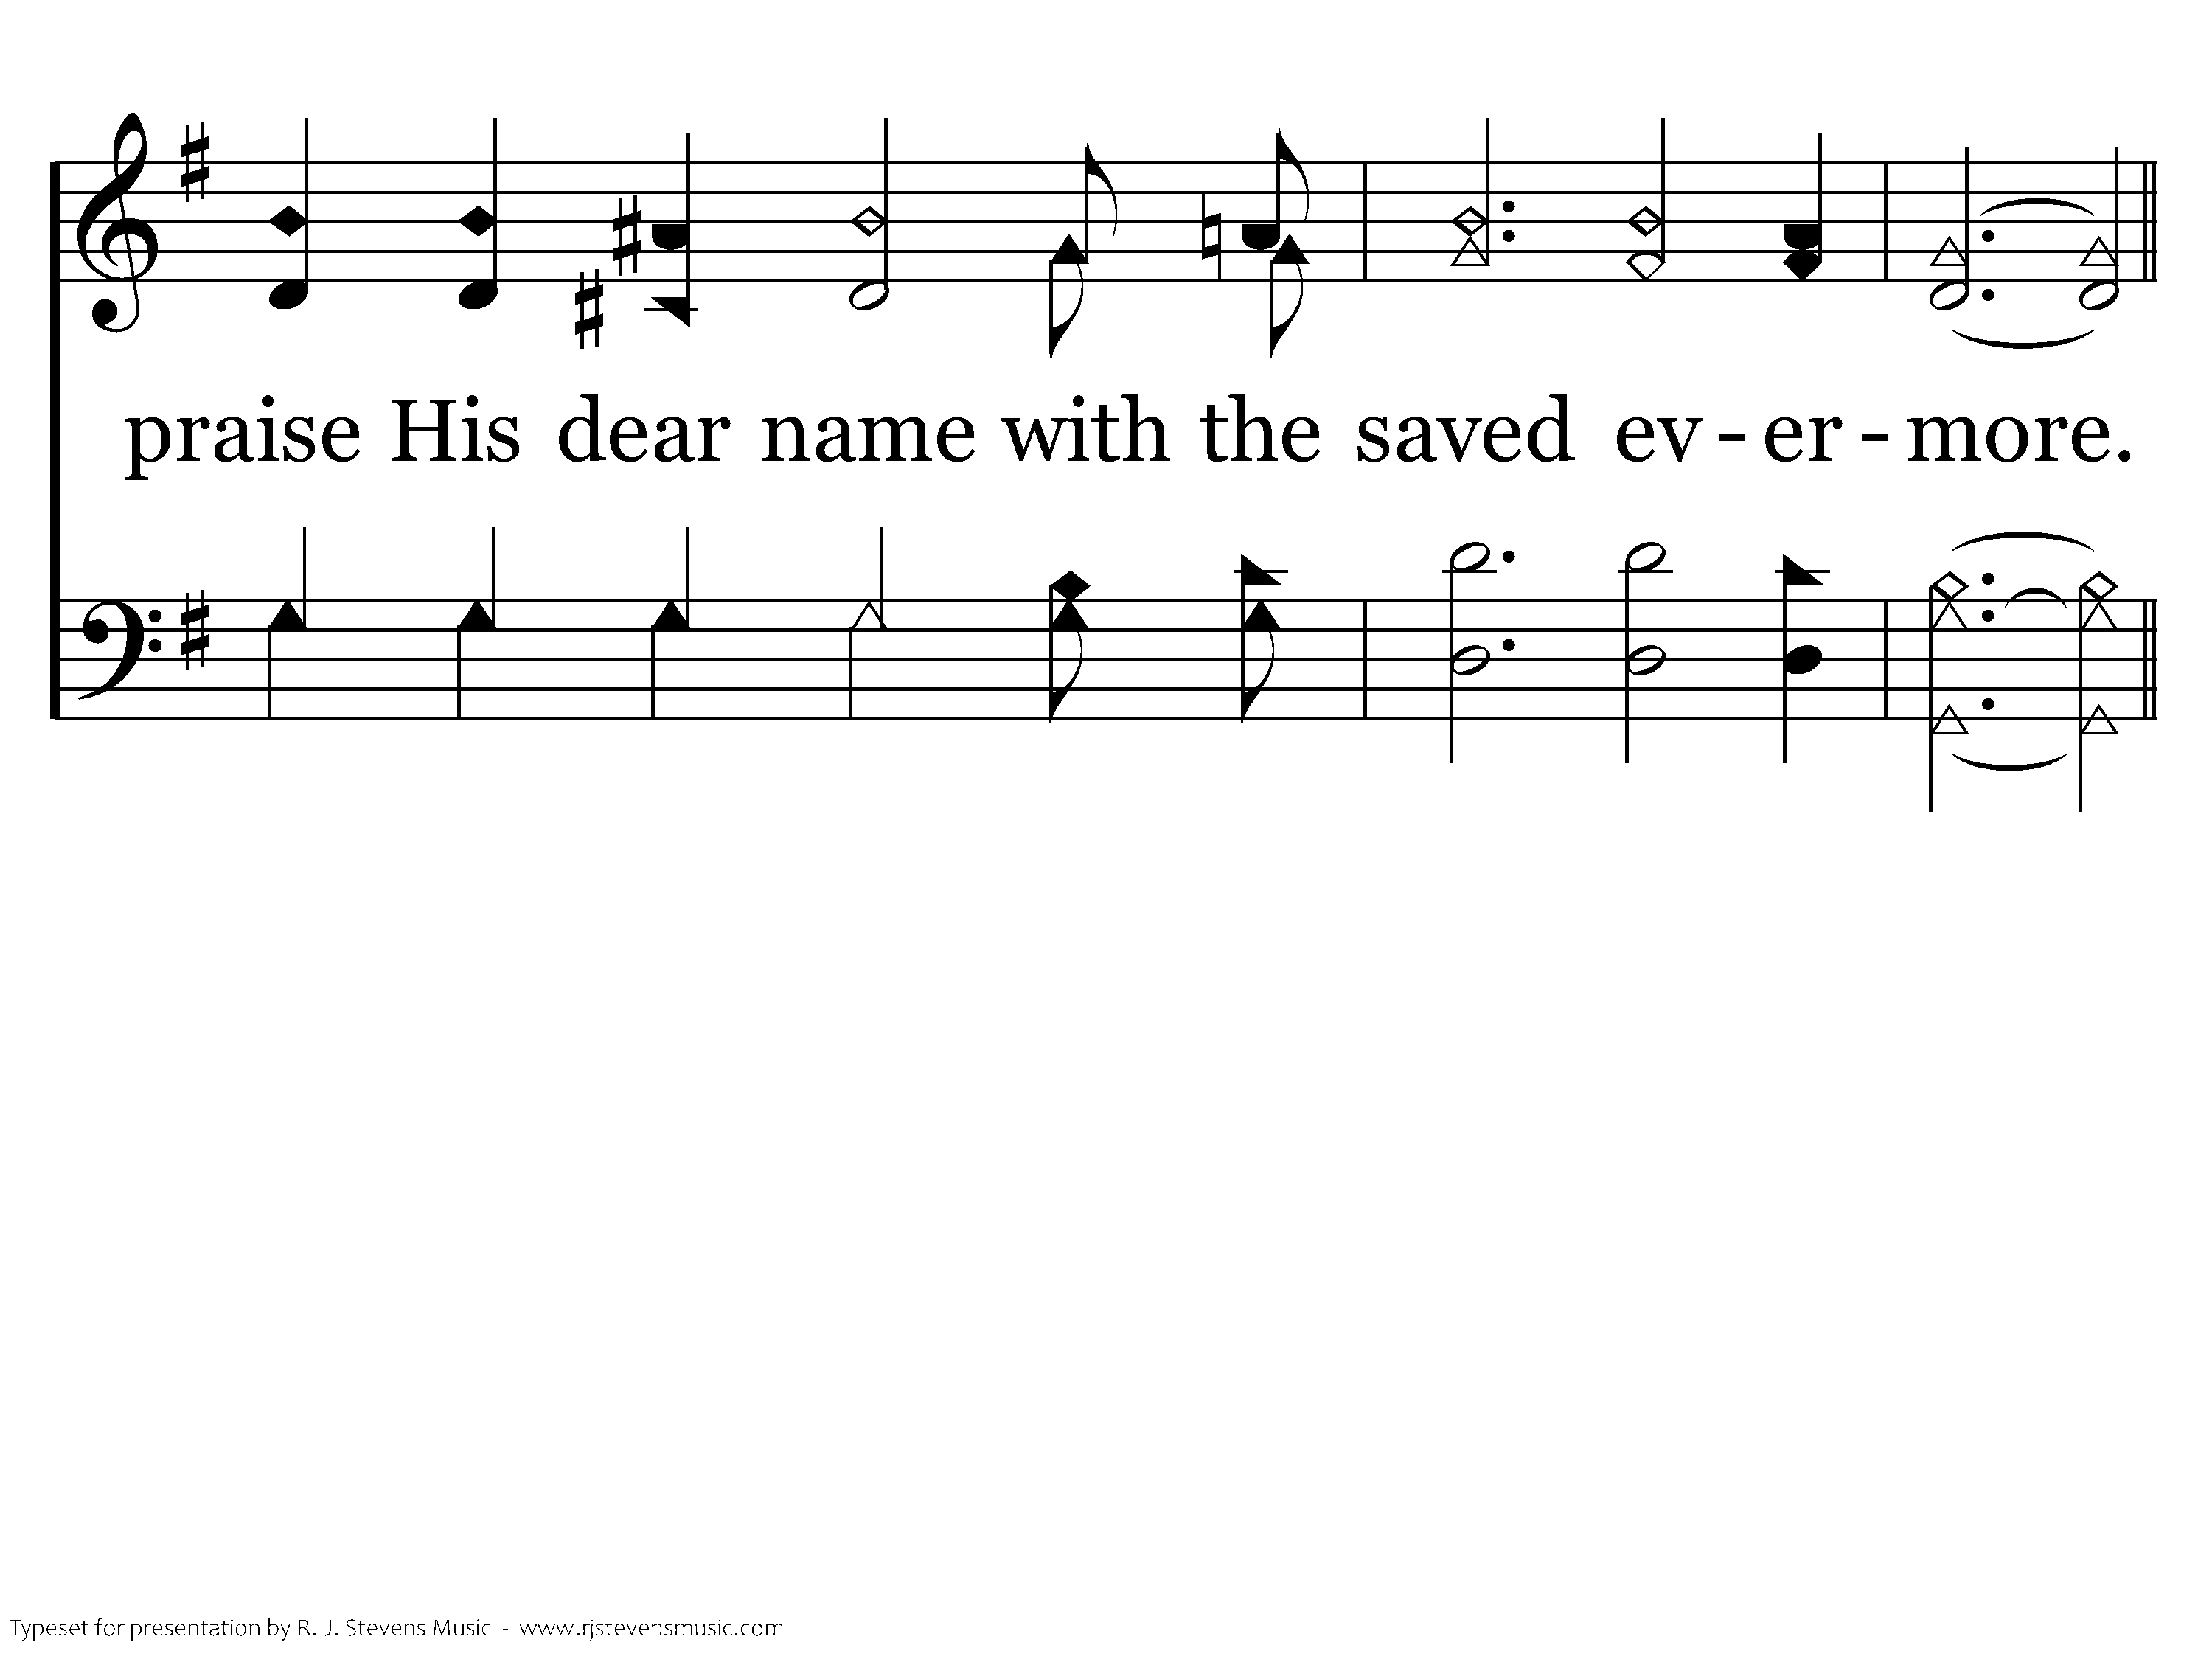 praise His dear name with the saved ev - er - more.
Typeset for presentation by R. J. Stevens Music - www.rjstevensmusic.com